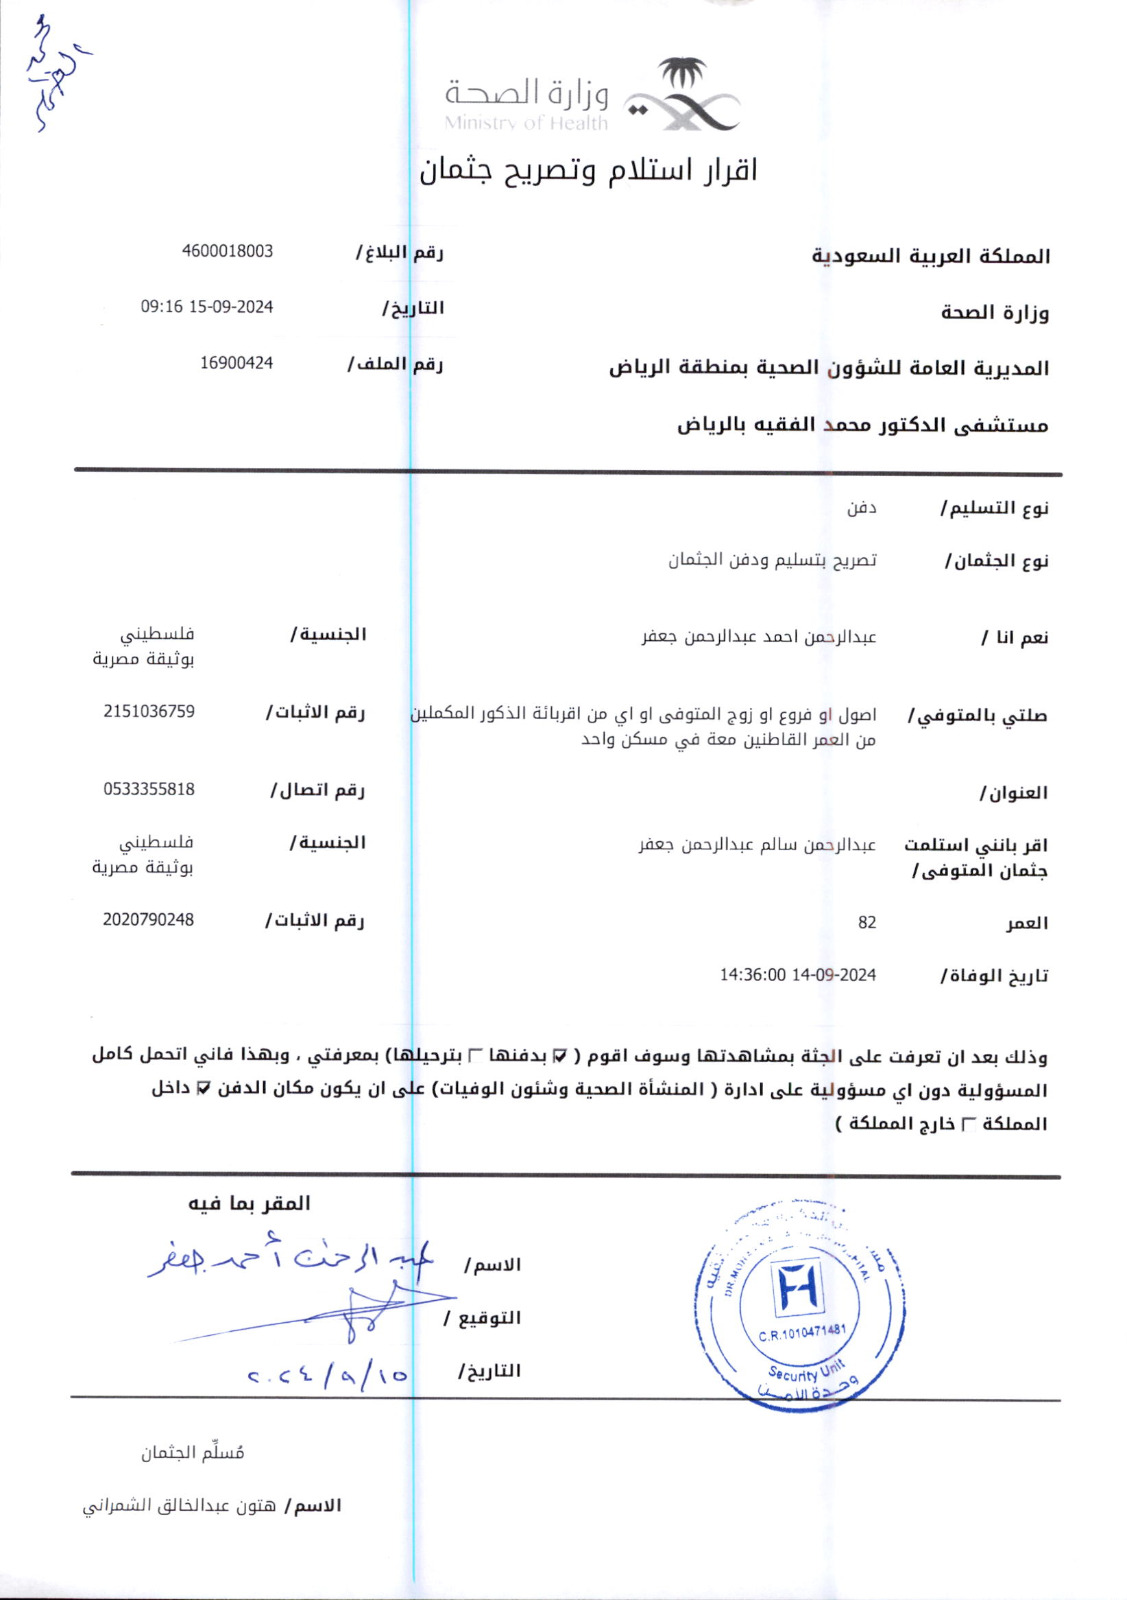 وزارة الصحة
Ministry of Health
اقرار استلام وتصريح جثمان
المملكة العربية السعودية
رقم البلاغ/ 4600018003
وزارة الصحة
التاريخ/ 15-09-2024 09:16
المديرية العامة للشؤون الصحية بمنطقة الرياض
رقم الملف/ 16900424
مستشفى الدكتور محمد الفقيه بالرياض
نوع التسليم/ دفن
نوع الجثمان/ تصريح بتسليم ودفن الجثمان
نعم انا / عبدالرحمن احمد عبدالرحمن جعفر
الجنسية/ فلسطيني
بوثيقة مصرية
صلتي بالمتوفي/ اصول او فروع او زوج المتوفى او اي من اقربائة الذكور المكملين
من العمر القاطنين معة في مسكن واحد
رقم الاثبات/ 2151036759
العنوان/
رقم اتصال/ 0533355818
اقر بانني استلمت
جثمان المتوفى/
عبدالرحمن سالم عبدالرحمن جعفر
الجنسية/ فلسطيني
بوثيقة مصرية
العمر 82
رقم الاثبات/ 2020790248
تاريخ الوفاة/ 14-09-2024 14:36:00
وذلك بعد ان تعرفت على الجثة بمشاهدتها وسوف اقوم ( ☑ بدفنها ☐ بترحيلها) بمعرفتي ، وبهذا فاني اتحمل كامل
المسؤولية دون اي مسؤولية على ادارة ( المنشأة الصحية وشئون الوفيات) على ان يكون مكان الدفن ☑ داخل
المملكة ☐ خارج المملكة )
المقر بما فيه
الاسم/ عبد الرحمن أحمد جعفر
التوقيع /
التاريخ/ ٢٠٢٤/٩/١٥
C.R.1010471481
Security Unit
وحدة الأمن
مُسلِّم الجثمان
الاسم/ هتون عبدالخالق الشمراني